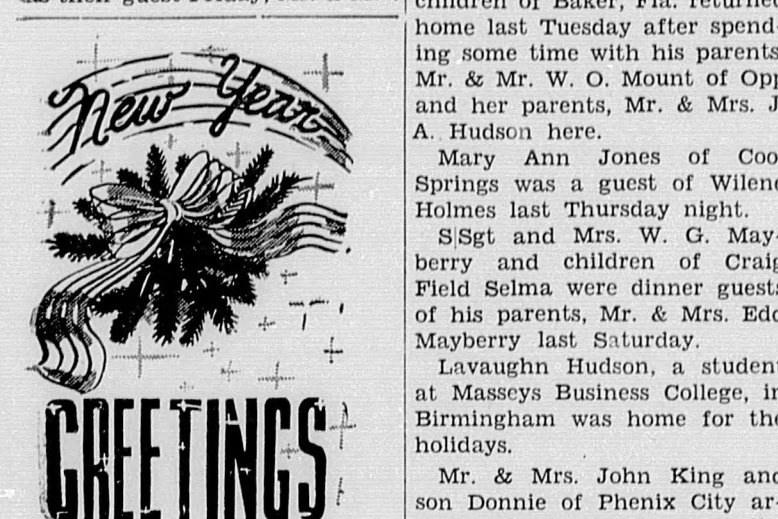 New Year
GREETINGS
home last Tuesday after spend-
ing some time with his parents
Mr. & Mr. W. O. Mount of Opp
and her parents, Mr. & Mrs. J.
A. Hudson here.
Mary Ann Jones of Cool
Springs was a guest of Wilene
Holmes last Thursday night.
S|Sgt and Mrs. W. G. May-
berry and children of Craig
Field Selma were dinner guests
of his parents, Mr. & Mrs. Edd
Mayberry last Saturday.
Lavaughn Hudson, a student
at Masseys Business College, in
Birmingham was home for the
holidays.
Mr. & Mrs. John King and
son Donnie of Phenix City ar-